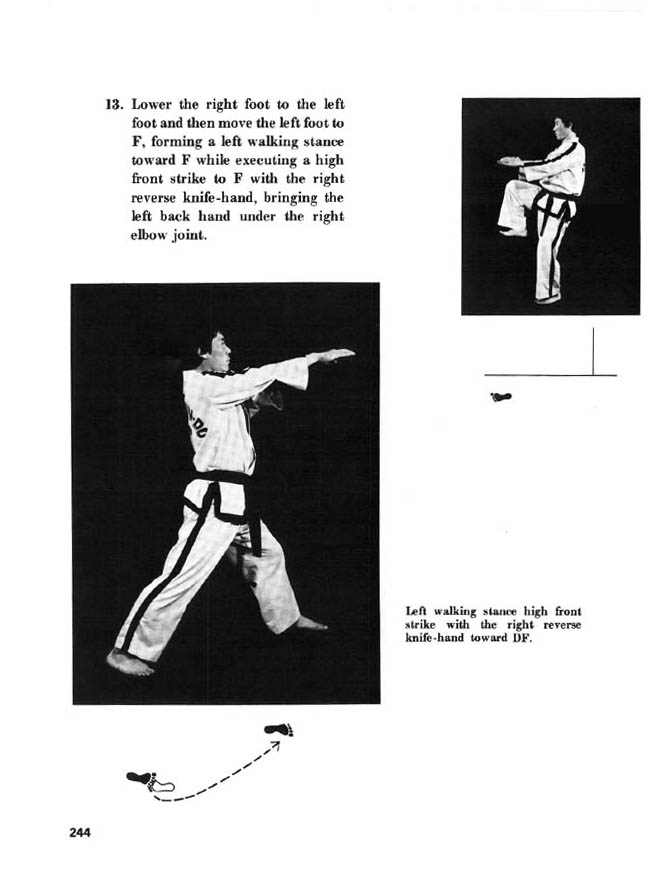 13. Lower the right foot to the left
foot and then move the left foot to
F, forming a left walking stance
toward F while executing a high
front strike to F with the right
reverse knife-hand, bringing the
left back hand under the right
elbow joint.
Left walking stance high front
strike with the right reverse
knife-hand toward DF.
244